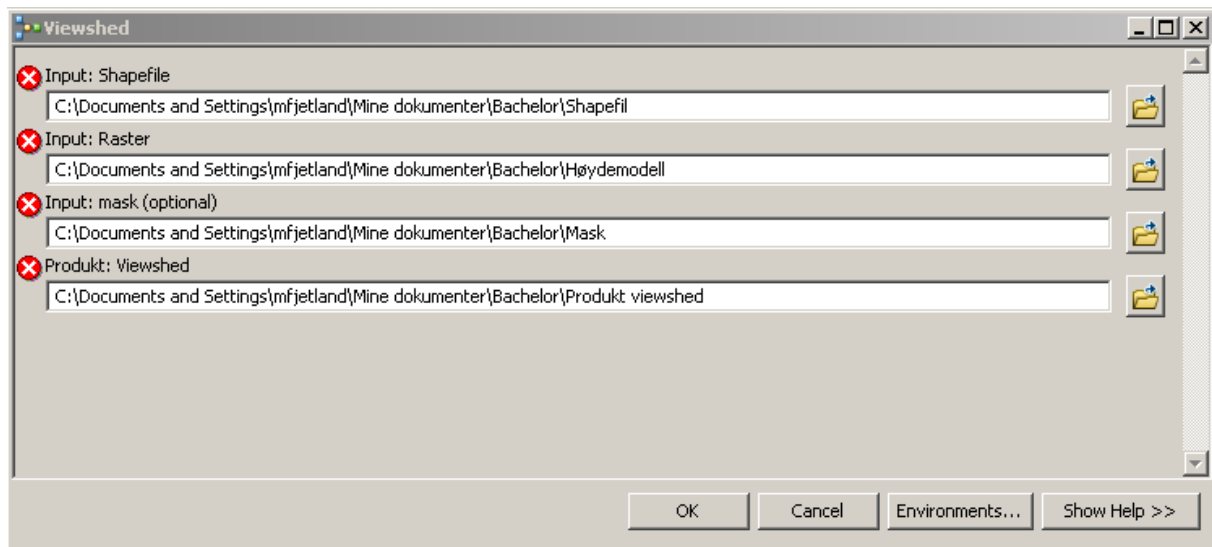 Viewshed
Input: Shapefile
C:\Documents and Settings\mfjetland\Mine dokumenter\Bachelor\Shapefil
Input: Raster
C:\Documents and Settings\mfjetland\Mine dokumenter\Bachelor\Høydemodell
Input: mask (optional)
C:\Documents and Settings\mfjetland\Mine dokumenter\Bachelor\Mask
Produkt: Viewshed
C:\Documents and Settings\mfjetland\Mine dokumenter\Bachelor\Produkt viewshed
OK Cancel Environments... Show Help >>